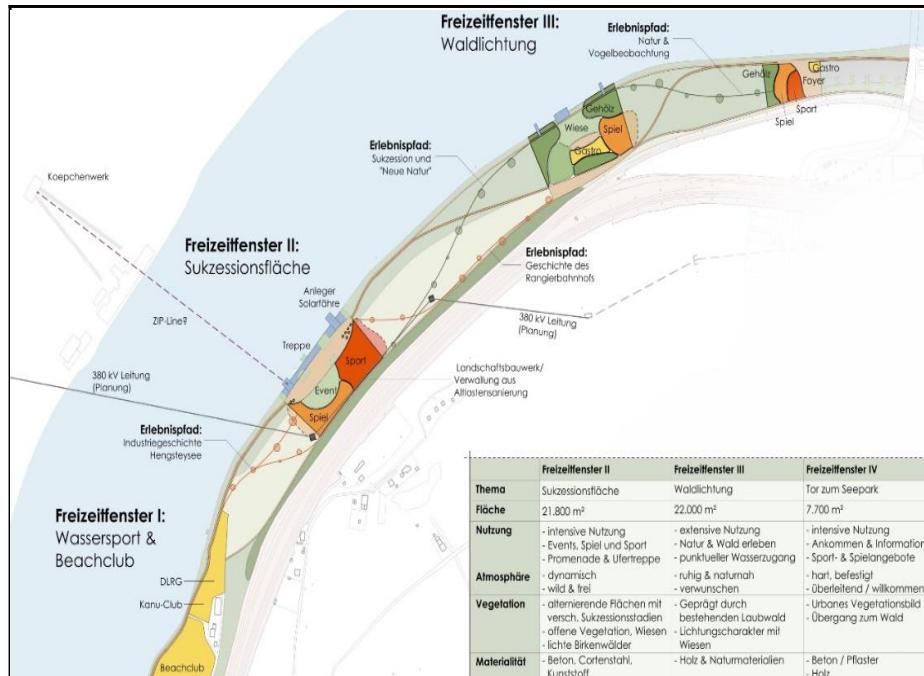 Freizeitfenster III:
Waldlichtung
Erlebnispfad:
Natur &
Vogelbeobachtung
Gehölz
Gastro
Foyer
Sport
Spiel
Gehölz
Wiese
Spiel
Gastro
Erlebnispfad:
Sukzession und
"Neue Natur"
Koepchenwerk
Freizeitfenster II:
Sukzessionsfläche
Erlebnispfad:
Geschichte des
Rangierbahnhofs
Anleger
Solarfähre
ZIP-Line?
380 kV Leitung
(Planung)
Treppe
Sport
Landschaftsbauwerk/
Verwallung aus
Altlastensanierung
380 kV Leitung
(Planung)
Event
Spiel
Erlebnispfad:
Industriegeschichte
Hengsteysee
Freizeitfenster I:
Wassersport &
Beachclub
DLRG
Kanu-Club
Beachclub
Freizeitfenster II Freizeitfenster III Freizeitfenster IV
Thema Sukzessionsfläche Waldlichtung Tor zum Seepark
Fläche 21.800 m² 22.000 m² 7.700 m²
Nutzung - intensive Nutzung - extensive Nutzung - intensive Nutzung
- Events, Spiel und Sport - Natur & Wald erleben - Ankommen & Information
- Promenade & Ufertreppe - punktueller Wasserzugang - Sport- & Spielangebote
Atmosphäre - dynamisch - ruhig & naturnah - hart, befestigt
- wild & frei - verwunschen - überleitend / willkommen
Vegetation - alternierende Flächen mit - Geprägt durch - Urbanes Vegetationsbild
versch. Sukzessionsstadien bestehenden Laubwald - Übergang zum Wald
- offene Vegetation, Wiesen - Lichtungscharakter mit
- lichte Birkenwälder Wiesen
Materialität - Beton, Cortenstahl, - Holz & Naturmaterialien - Beton / Pflaster
Kunststoff - Holz